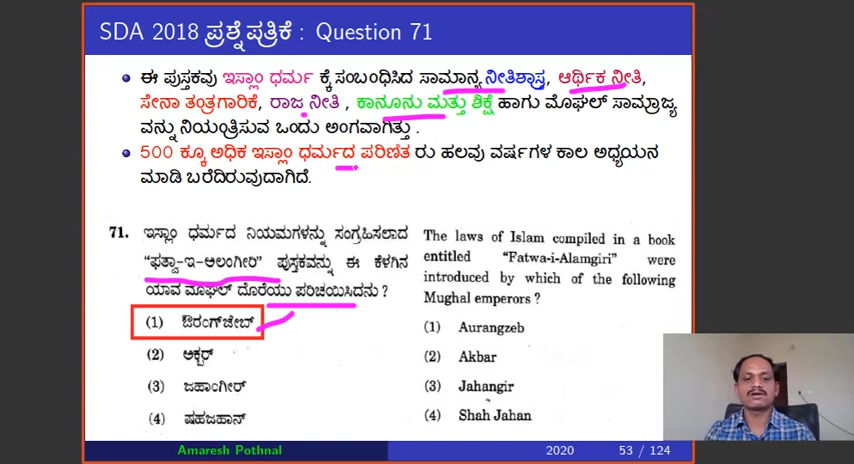 SDA 2018 ಪ್ರಶ್ನೆಪತ್ರಿಕೆ : Question 71
ಈ ಪುಸ್ತಕವು ಇಸ್ಲಾಂ ಧರ್ಮ ಕ್ಕೆ ಸಂಬಂಧಿಸಿದ ಸಾಮಾನ್ಯ ನೀತಿಶಾಸ್ತ್ರ, ಆರ್ಥಿಕ ನೀತಿ,
ಸೇನಾ ತಂತ್ರಗಾರಿಕೆ, ರಾಜ ನೀತಿ , ಕಾನೂನು ಮತ್ತು ಶಿಕ್ಷೆ ಹಾಗು ಮೊಘಲ್ ಸಾಮ್ರಾಜ್ಯ
ವನ್ನು ನಿಯಂತ್ರಿಸುವ ಒಂದು ಅಂಗವಾಗಿತ್ತು .
500 ಕ್ಕೂ ಅಧಿಕ ಇಸ್ಲಾಂ ಧರ್ಮದ ಪರಿಣಿತ ರು ಹಲವು ವರ್ಷಗಳ ಕಾಲ ಅಧ್ಯಯನ
ಮಾಡಿ ಬರೆದಿರುವುದಾಗಿದೆ.
71. ಇಸ್ಲಾಂ ಧರ್ಮದ ನಿಯಮಗಳನ್ನು ಸಂಗ್ರಹಿಸಲಾದ
“ಫತ್ವಾ-ಇ-ಆಲಂಗೀರಿ” ಪುಸ್ತಕವನ್ನು ಈ ಕೆಳಗಿನ
ಯಾವ ಮೂಘಲ್ ದೊರೆಯು ಪರಿಚಯಿಸಿದನು ?
(1) ಔರಂಗ್‌ಜೇಬ್
(2) ಅಕ್ಬರ್
(3) ಜಹಾಂಗೀರ್
(4) ಷಹಜಹಾನ್
The laws of Islam compiled in a book
entitled “Fatwa-i-Alamgiri” were
introduced by which of the following
Mughal emperors ?
(1) Aurangzeb
(2) Akbar
(3) Jahangir
(4) Shah Jahan
Amaresh Pothnal 2020 53 / 124